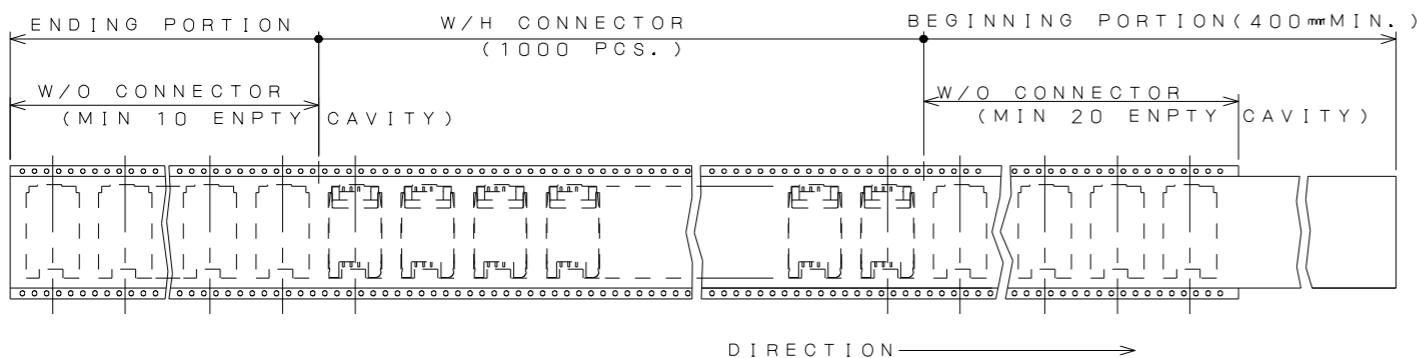 ENDING PORTION
W/H CONNECTOR
(1000 PCS.)
BEGINNING PORTION(400mmMIN.)
W/O CONNECTOR
(MIN 10 ENPTY CAVITY)
W/O CONNECTOR
(MIN 20 ENPTY CAVITY)
DIRECTION